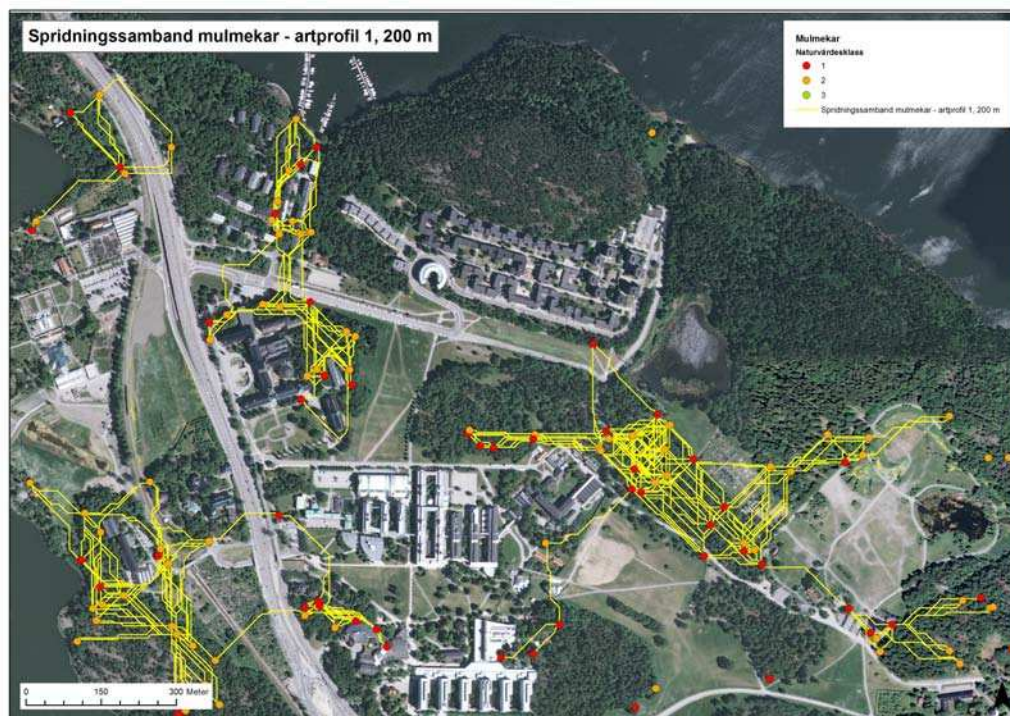 Spridningssamband mulmekar - artprofil 1, 200 m
Mulmekar
Naturvärdesklass
1
2
3
Spridningssamband mulmekar - artprofil 1, 200 m
0 150 300 Meter